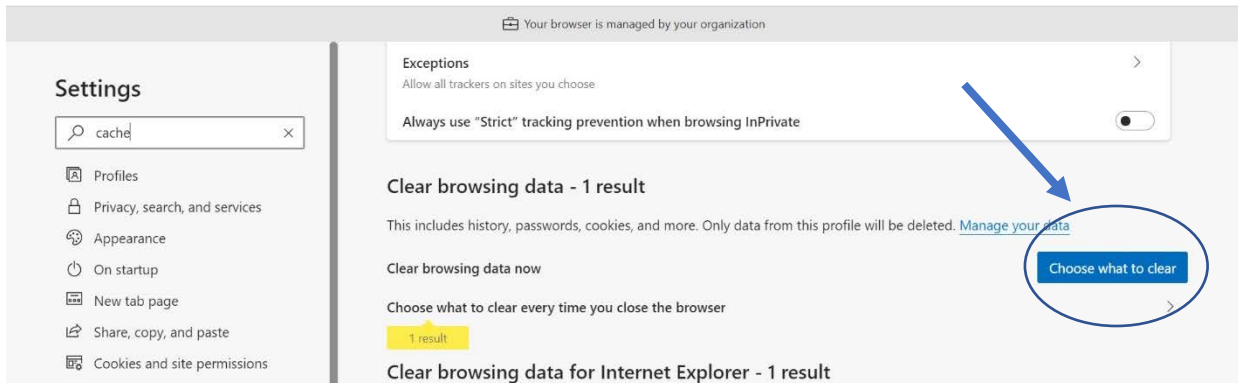 Your browser is managed by your organization
Settings
cache
Profiles
Privacy, search, and services
Appearance
On startup
New tab page
Share, copy, and paste
Cookies and site permissions
Exceptions
Allow all trackers on sites you choose
Always use “Strict” tracking prevention when browsing InPrivate
Clear browsing data - 1 result
This includes history, passwords, cookies, and more. Only data from this profile will be deleted. Manage your data
Clear browsing data now
Choose what to clear
Choose what to clear every time you close the browser
1 result
Clear browsing data for Internet Explorer - 1 result